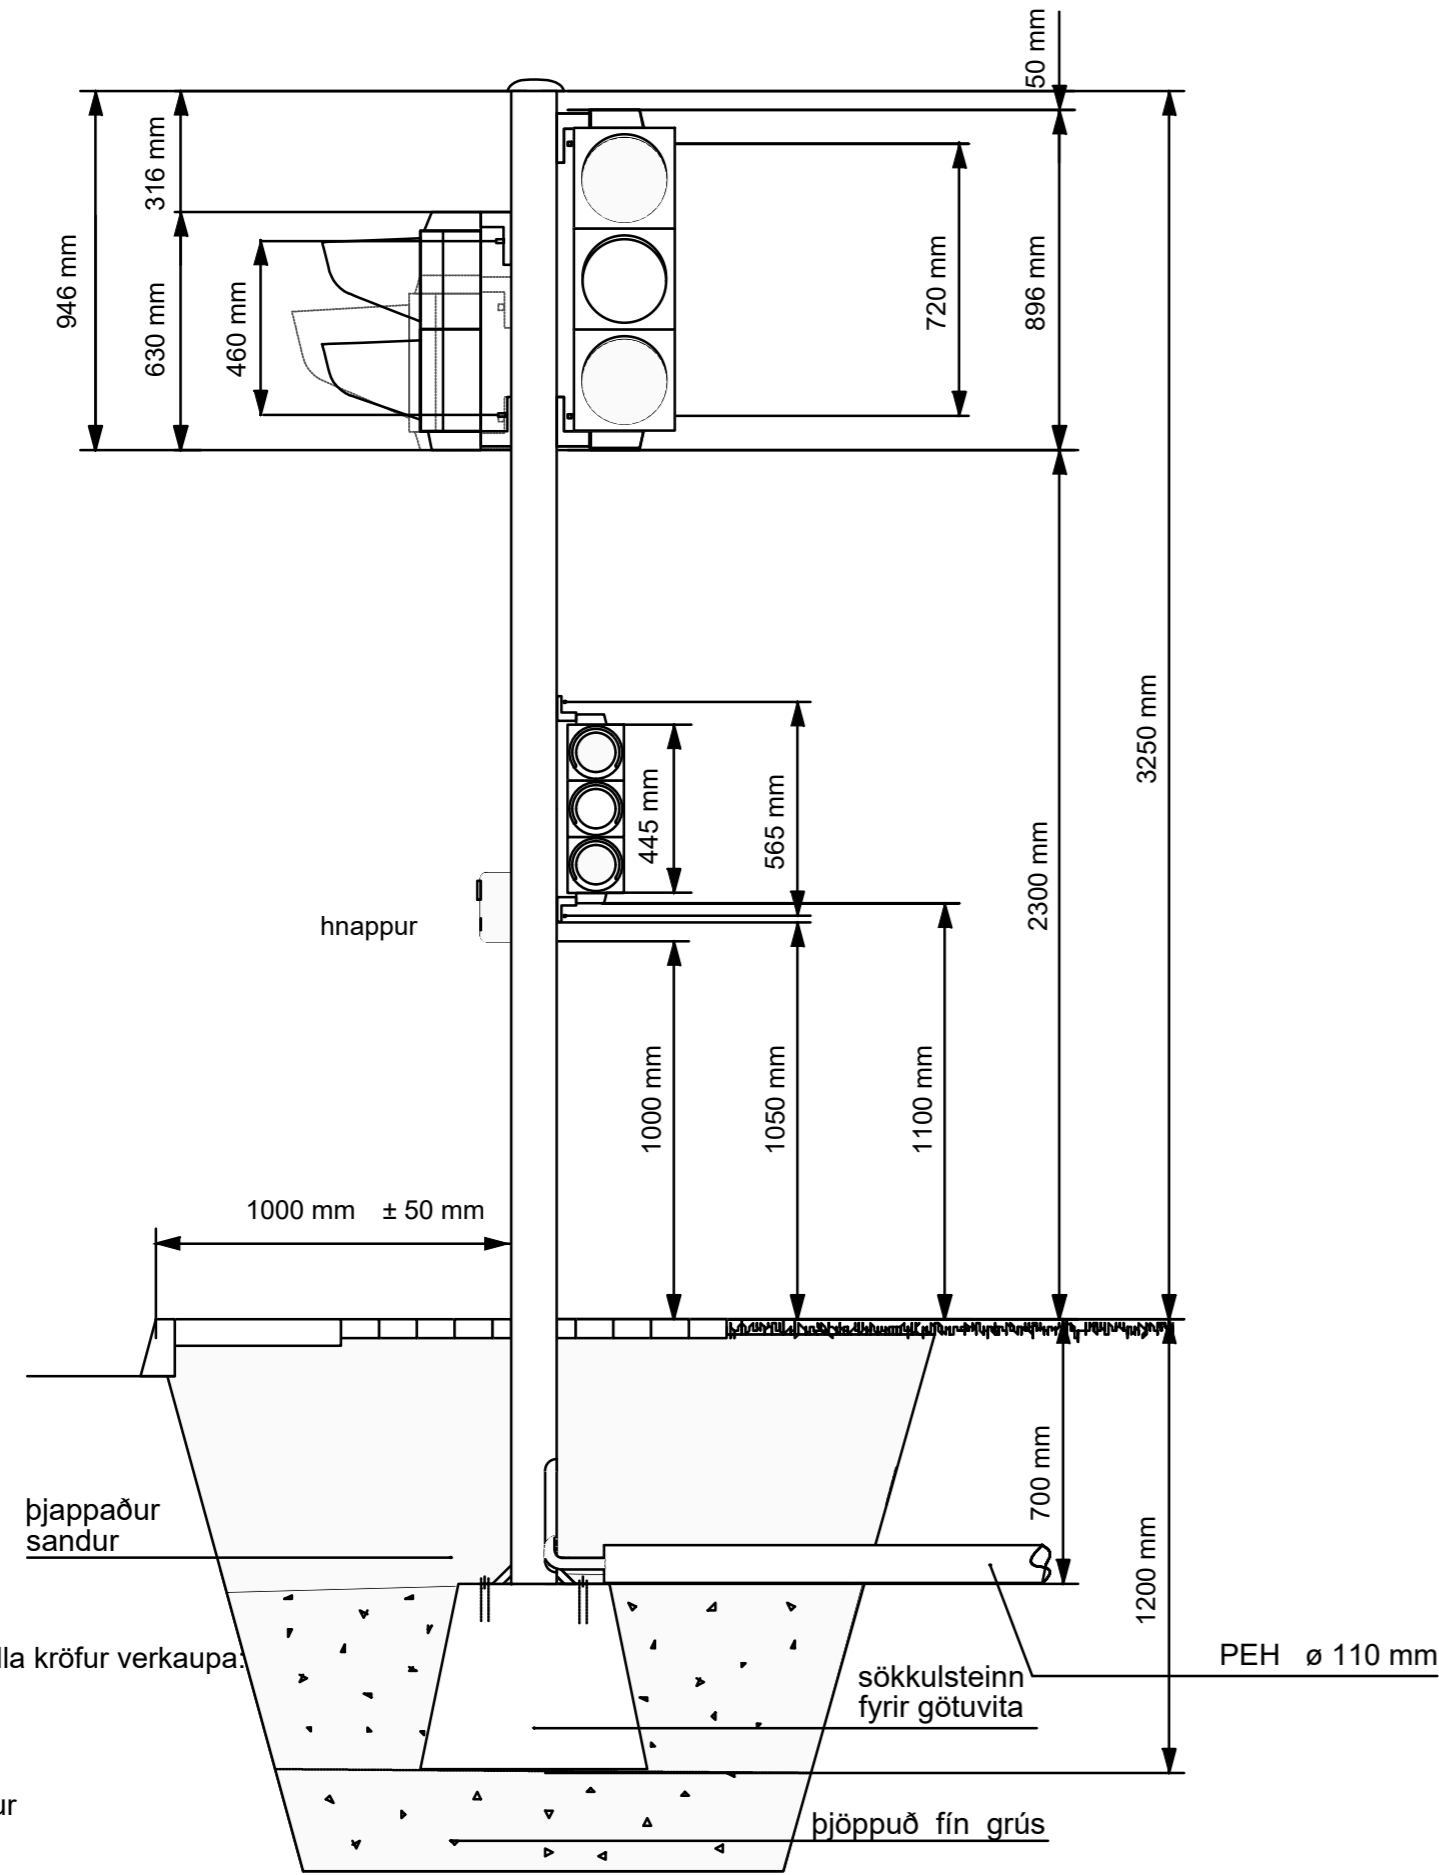 50 mm
316 mm
946 mm
630 mm
460 mm
720 mm
896 mm
3250 mm
445 mm
565 mm
2300 mm
hnappur
1000 mm
1050 mm
1100 mm
1000 mm ± 50 mm
700 mm
þjappaður
sandur
1200 mm
lla kröfur verkaupa:
PEH ø 110 mm
sökkulsteinn
fyrir götuvita
ur
þjöppuð fín grús